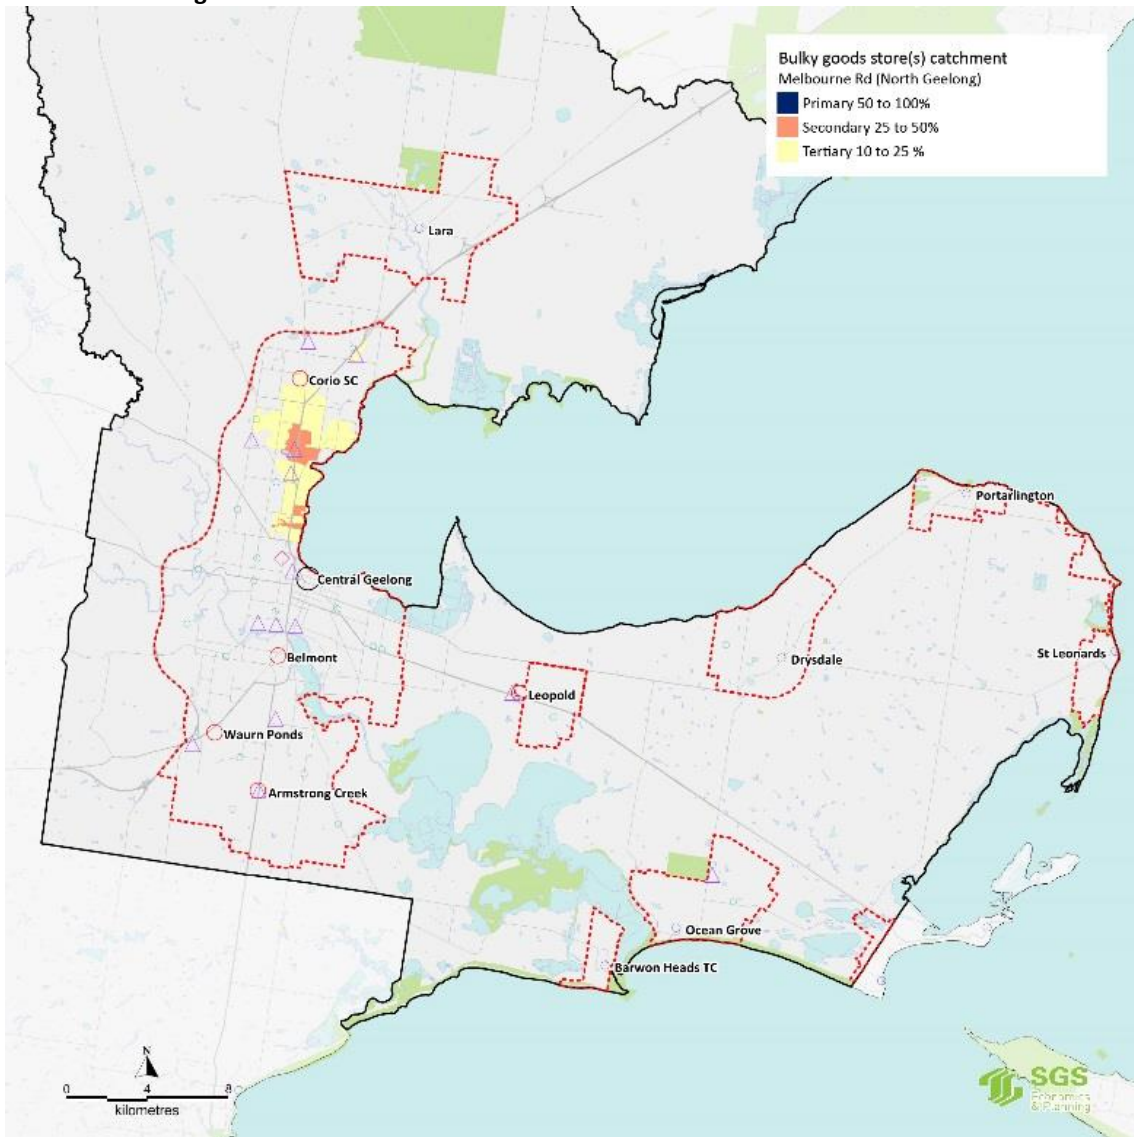 Bulky goods store(s) catchment
Melbourne Rd (North Geelong)
Primary 50 to 100%
Secondary 25 to 50%
Tertiary 10 to 25 %
Lara
Corio SC
Portarlington
Central Geelong
St Leonards
Drysdale
Belmont
Leopold
Waurn Ponds
Armstrong Creek
Ocean Grove
Barwon Heads TC
N
0 4 8
kilometres
SGS
Economics
& Planning